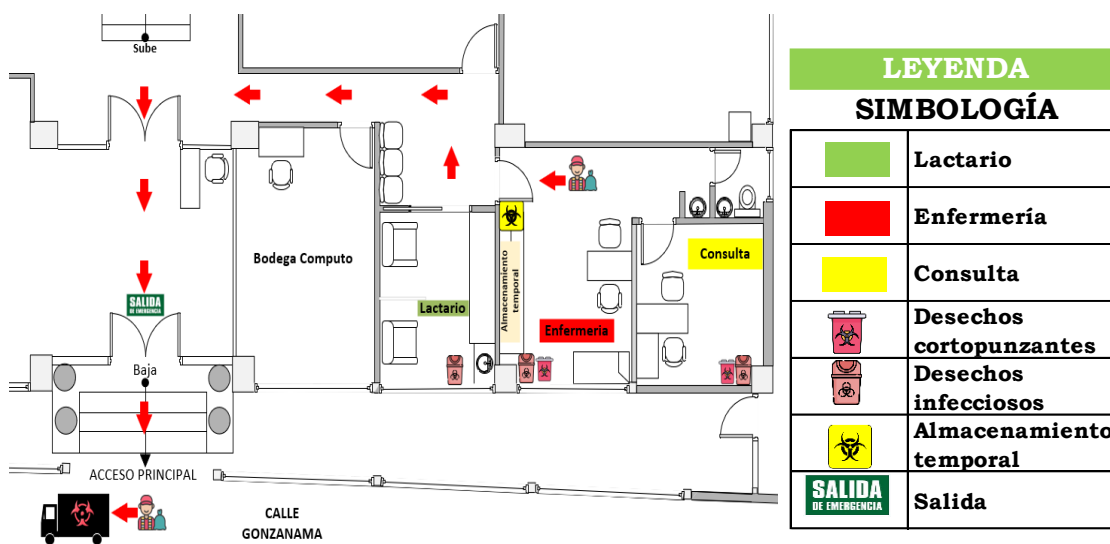 Sube
Bodega Computo
Lactario
Almacenamiento
temporal
Enfermería
Consulta
SALIDA
DE EMERGENCIA
Baja
ACCESO PRINCIPAL
CALLE
GONZANAMA
LEYENDA
SIMBOLOGÍA
Lactario
Enfermería
Consulta
Desechos
cortopunzantes
Desechos
infecciosos
Almacenamiento
temporal
SALIDA
DE EMERGENCIA
Salida